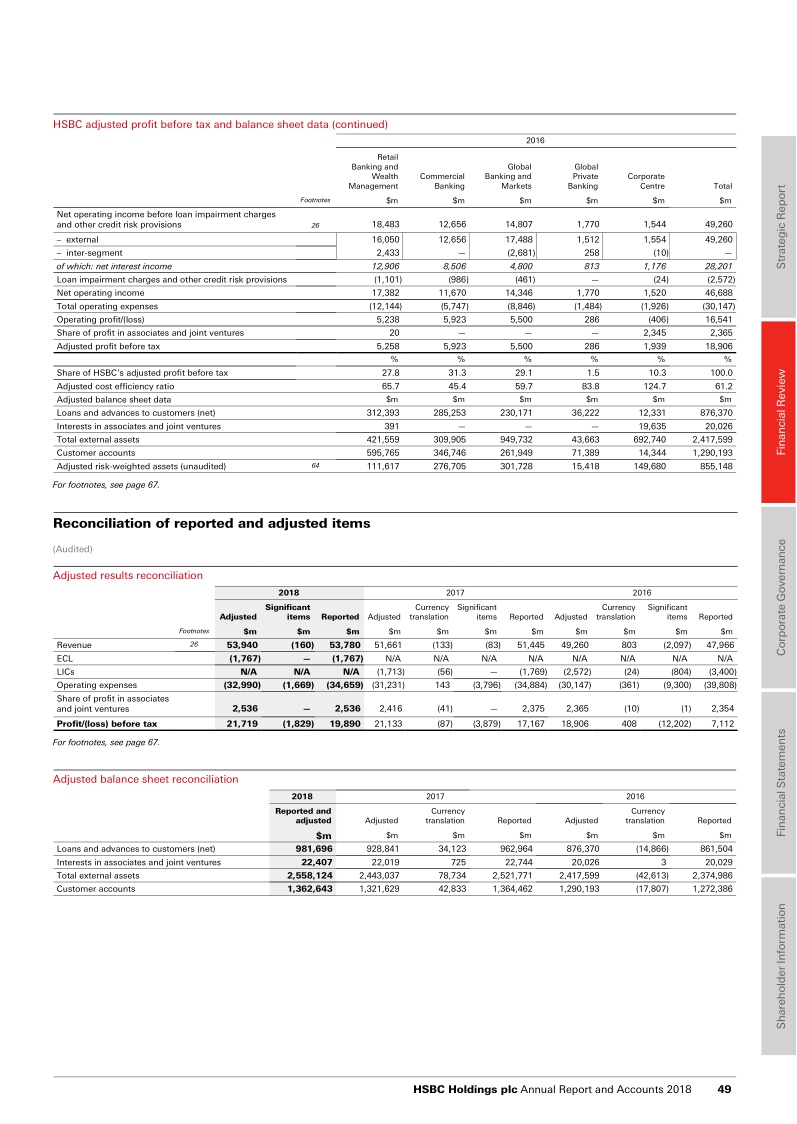 HSBC adjusted profit before tax and balance sheet data (continued)
2016
Retail Banking and Wealth Management Commercial Banking Global Banking and Markets Global Private Banking Corporate Centre Total
Footnotes $m $m $m $m $m $m
Net operating income before loan impairment charges
and other credit risk provisions 26 18,483 12,656 14,807 1,770 1,544 49,260
– external 16,050 12,656 17,488 1,512 1,554 49,260
– inter-segment 2,433 — (2,681) 258 (10) —
of which: net interest income 12,906 8,506 4,800 813 1,176 28,201
Loan impairment charges and other credit risk provisions (1,101) (986) (461) — (24) (2,572)
Net operating income 17,382 11,670 14,346 1,770 1,520 46,688
Total operating expenses (12,144) (5,747) (8,846) (1,484) (1,926) (30,147)
Operating profit/(loss) 5,238 5,923 5,500 286 (406) 16,541
Share of profit in associates and joint ventures 20 — — — 2,345 2,365
Adjusted profit before tax 5,258 5,923 5,500 286 1,939 18,906
% % % % % %
Share of HSBC's adjusted profit before tax 27.8 31.3 29.1 1.5 10.3 100.0
Adjusted cost efficiency ratio 65.7 45.4 59.7 83.8 124.7 61.2
Adjusted balance sheet data $m $m $m $m $m $m
Loans and advances to customers (net) 312,393 285,253 230,171 36,222 12,331 876,370
Interests in associates and joint ventures 391 — — — 19,635 20,026
Total external assets 421,559 309,905 949,732 43,663 692,740 2,417,599
Customer accounts 595,765 346,746 261,949 71,389 14,344 1,290,193
Adjusted risk-weighted assets (unaudited) 64 111,617 276,705 301,728 15,418 149,680 855,148
For footnotes, see page 67.
Reconciliation of reported and adjusted items
(Audited)
Adjusted results reconciliation
2018 2017 2016
Adjusted Significant items Reported Adjusted Currency translation Significant items Reported Adjusted Currency translation Significant items Reported
Footnotes $m $m $m $m $m $m $m $m $m $m $m
Revenue 26 53,940 (160) 53,780 51,661 (133) (83) 51,445 49,260 803 (2,097) 47,966
ECL (1,767) — (1,767) N/A N/A N/A N/A N/A N/A N/A N/A
LICs N/A N/A N/A (1,713) (56) — (1,769) (2,572) (24) (804) (3,400)
Operating expenses (32,990) (1,669) (34,659) (31,231) 143 (3,796) (34,884) (30,147) (361) (9,300) (39,808)
Share of profit in associates
and joint ventures 2,536 — 2,536 2,416 (41) — 2,375 2,365 (10) (1) 2,354
Profit/(loss) before tax 21,719 (1,829) 19,890 21,133 (87) (3,879) 17,167 18,906 408 (12,202) 7,112
For footnotes, see page 67.
Adjusted balance sheet reconciliation
2018 2017 2016
Reported and adjusted Adjusted Currency translation Reported Adjusted Currency translation Reported
$m $m $m $m $m $m $m
Loans and advances to customers (net) 981,696 928,841 34,123 962,964 876,370 (14,866) 861,504
Interests in associates and joint ventures 22,407 22,019 725 22,744 20,026 3 20,029
Total external assets 2,558,124 2,443,037 78,734 2,521,771 2,417,599 (42,613) 2,374,986
Customer accounts 1,362,643 1,321,629 42,833 1,364,462 1,290,193 (17,807) 1,272,386
Strategic Report
Financial Review
Corporate Governance
Financial Statements
Shareholder Information
HSBC Holdings plc Annual Report and Accounts 2018 49